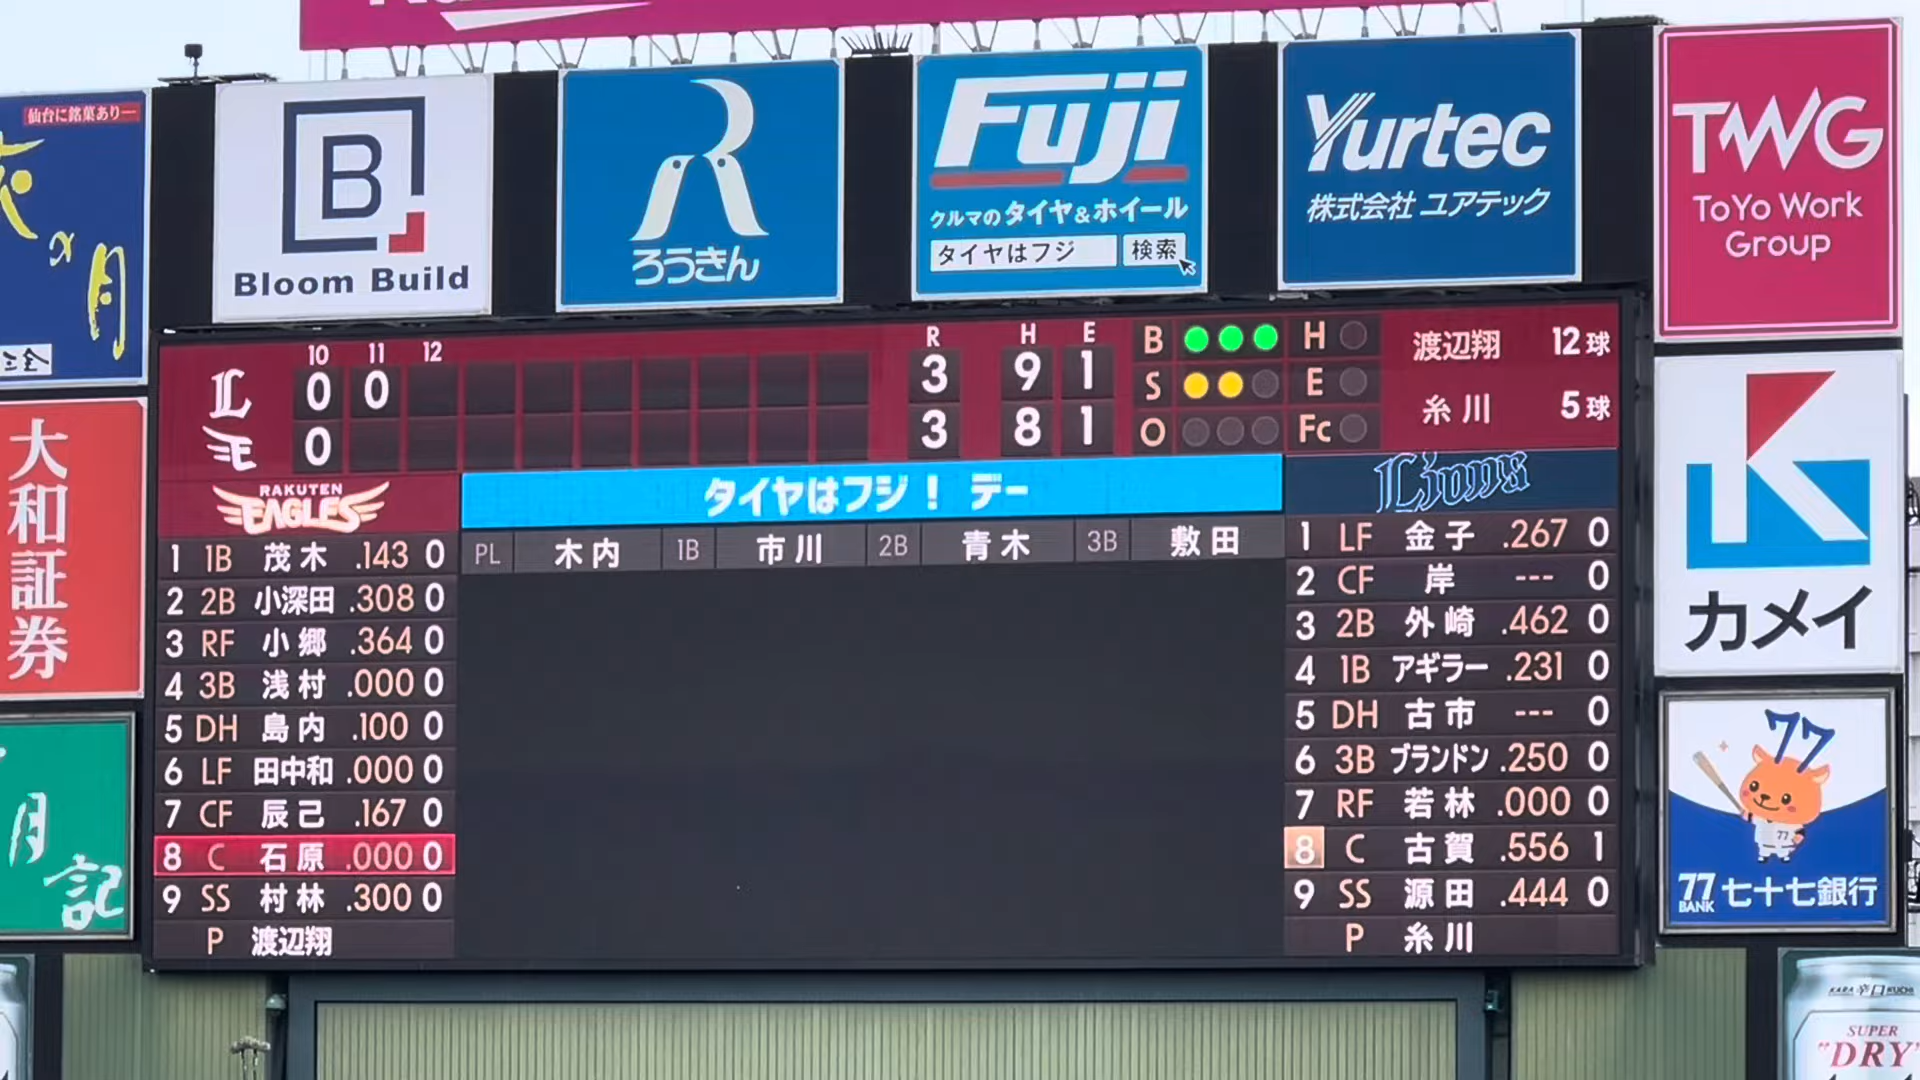 仙台に銘菓あり―
の月
三全
B
Bloom Build
R
ろうきん
Fuji
クルマのタイヤ&ホイール
タイヤはフジ 検索
Yurtec
株式会社 ユアテック
TWG
ToYo Work
Group
大和証券
月
記
カメイ
77
77
77 BANK 七十七銀行
KARA 辛口 KUCHI
SUPER
"DRY"
10 11 12 R H E
L 0 0 3 9 1
E 0 3 8 1
B H
S E
O Fc
渡辺翔 12球
糸川 5球
RAKUTEN
EAGLES
タイヤはフジ! デー
Lions
PL 木内 1B 市川 2B 青木 3B 敷田
1 1B 茂木 .143 0
2 2B 小深田 .308 0
3 RF 小郷 .364 0
4 3B 浅村 .000 0
5 DH 島内 .100 0
6 LF 田中和 .000 0
7 CF 辰己 .167 0
8 C 石原 .000 0
9 SS 村林 .300 0
P 渡辺翔
1 LF 金子 .267 0
2 CF 岸 --- 0
3 2B 外崎 .462 0
4 1B アギラー .231 0
5 DH 古市 --- 0
6 3B ブランドン .250 0
7 RF 若林 .000 0
8 C 古賀 .556 1
9 SS 源田 .444 0
P 糸川